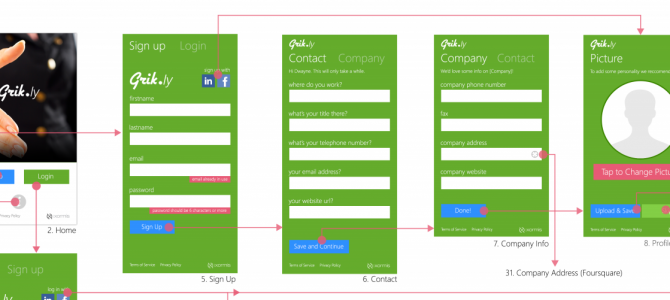 Grik.ly
Login
Privacy Policy
2. Home
Sign up
log in with
in f
Sign up Login
sign up with
Grik.ly
in f
firstname
lastname
email
email already in use
password
password should be 6 characters or more!
Sign Up
Terms of Service Privacy Policy
5. Sign Up
Grik.ly
Contact Company
Hi Dwayne. This will only take a while.
where do you work?
what's your title there?
what's your telephone number?
your email address?
your website url?
Save and Continue
Terms of Service Privacy Policy
6. Contact
Grik.ly
Company Contact
We'd love some info on [Company]!
company phone number
fax
company address
company website
Done!
Terms of Service Privacy Policy
7. Company Info
31. Company Address (Foursquare)
Grik.ly
Picture
To add some personality we recommend
Tap to Change Pictu
Upload & Save
Terms of Service Privacy Policy
8. Profile